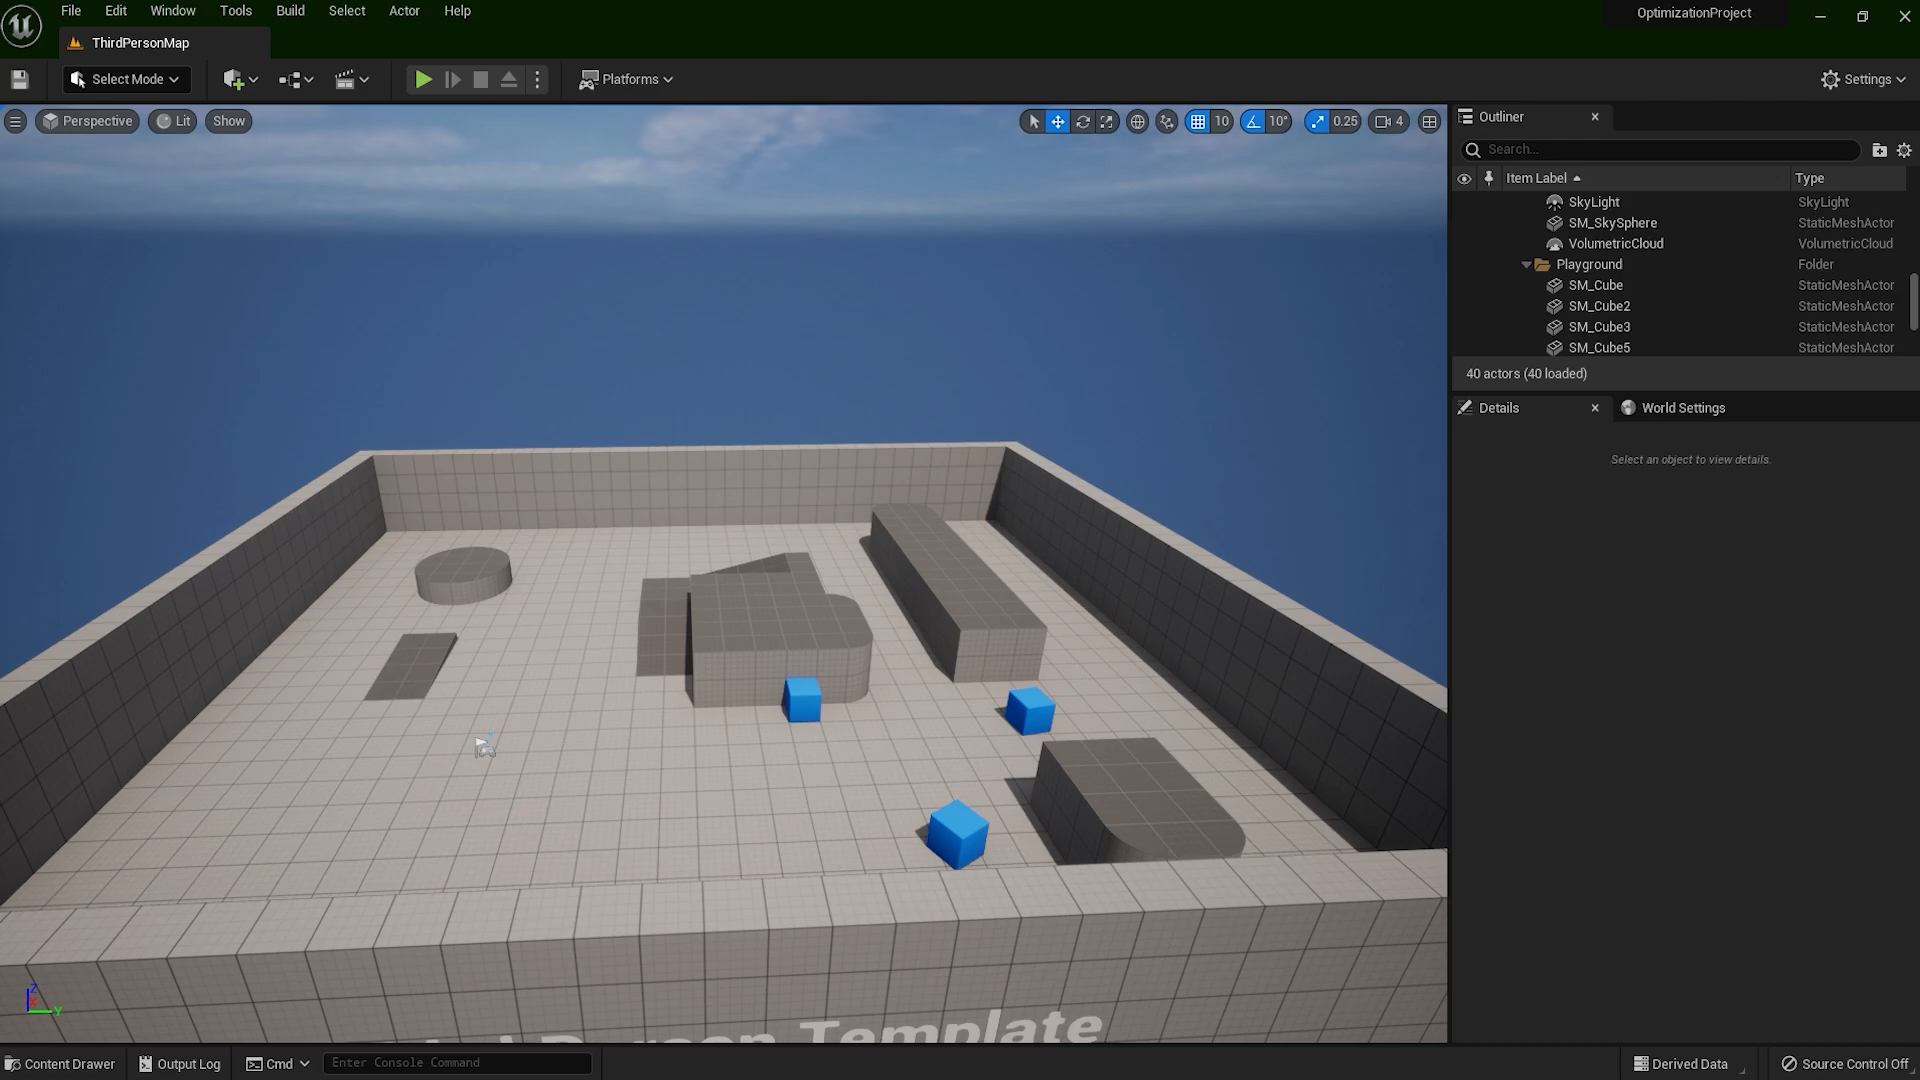 File Edit Window Tools Build Select Actor Help
OptimizationProject
ThirdPersonMap
Select Mode
Platforms
Settings
Perspective Lit Show
10 10° 0.25 4
Outliner
Search...
Item Label Type
SkyLight SkyLight
SM_SkySphere StaticMeshActor
VolumetricCloud VolumetricCloud
Playground Folder
SM_Cube StaticMeshActor
SM_Cube2 StaticMeshActor
SM_Cube3 StaticMeshActor
SM_Cube5 StaticMeshActor
40 actors (40 loaded)
Details World Settings
Select an object to view details.
Z
X
Y
Person Template
Content Drawer Output Log Cmd Enter Console Command Derived Data Source Control Off